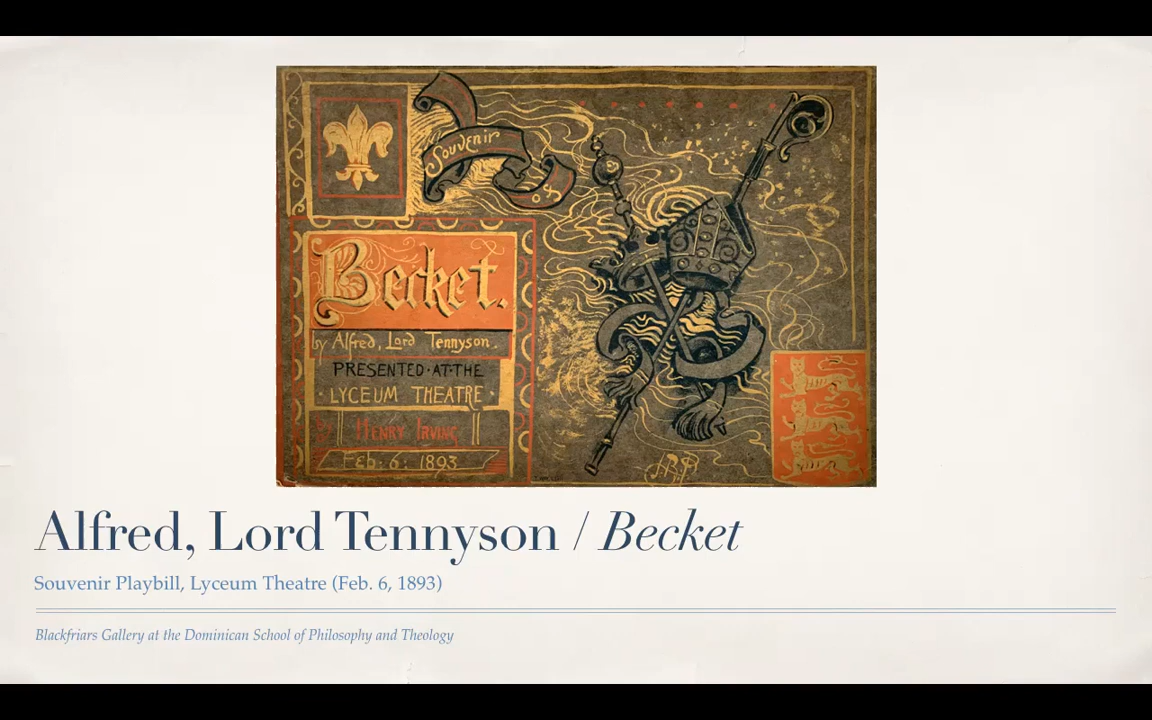 Souvenir
of
Becket.
by Alfred, Lord Tennyson.
PRESENTED·AT·THE
·LYCEUM THEATRE·
By HENRY IRVING
Feb. 6. 1893
Alfred, Lord Tennyson / Becket
Souvenir Playbill, Lyceum Theatre (Feb. 6, 1893)
Blackfriars Gallery at the Dominican School of Philosophy and Theology